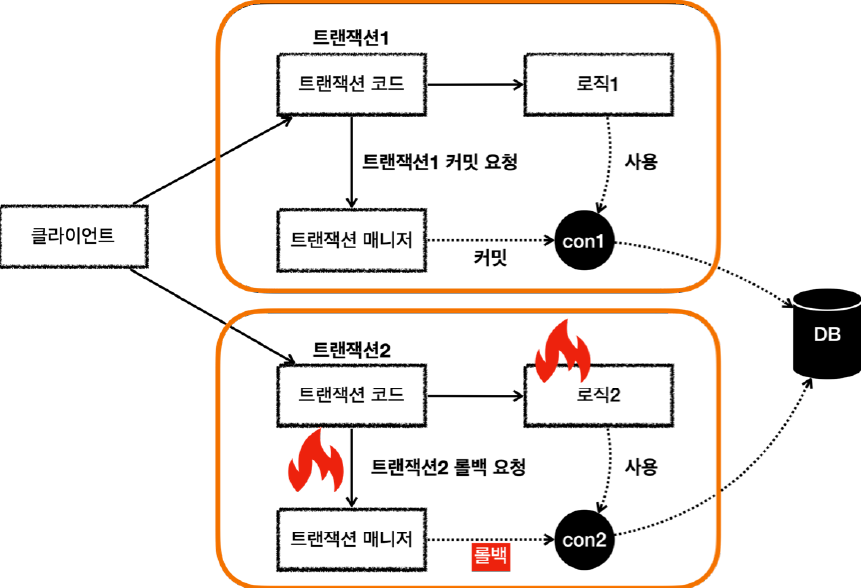 트랜잭션1
트랜잭션 코드
로직1
트랜잭션1 커밋 요청
사용
클라이언트
트랜잭션 매니저
커밋
con1
DB
트랜잭션2
트랜잭션 코드
로직2
트랜잭션2 롤백 요청
사용
트랜잭션 매니저
롤백
con2